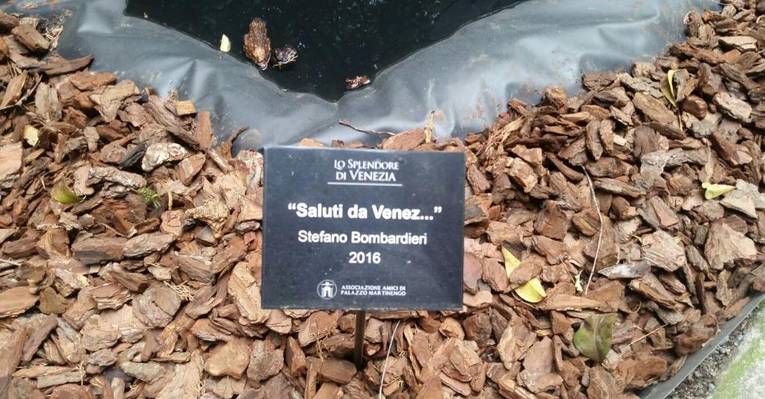 LO SPLENDORE
DI VENEZIA
“Saluti da Venez...”
Stefano Bombardieri
2016
ASSOCIAZIONE AMICI DI
PALAZZO MARTINENGO